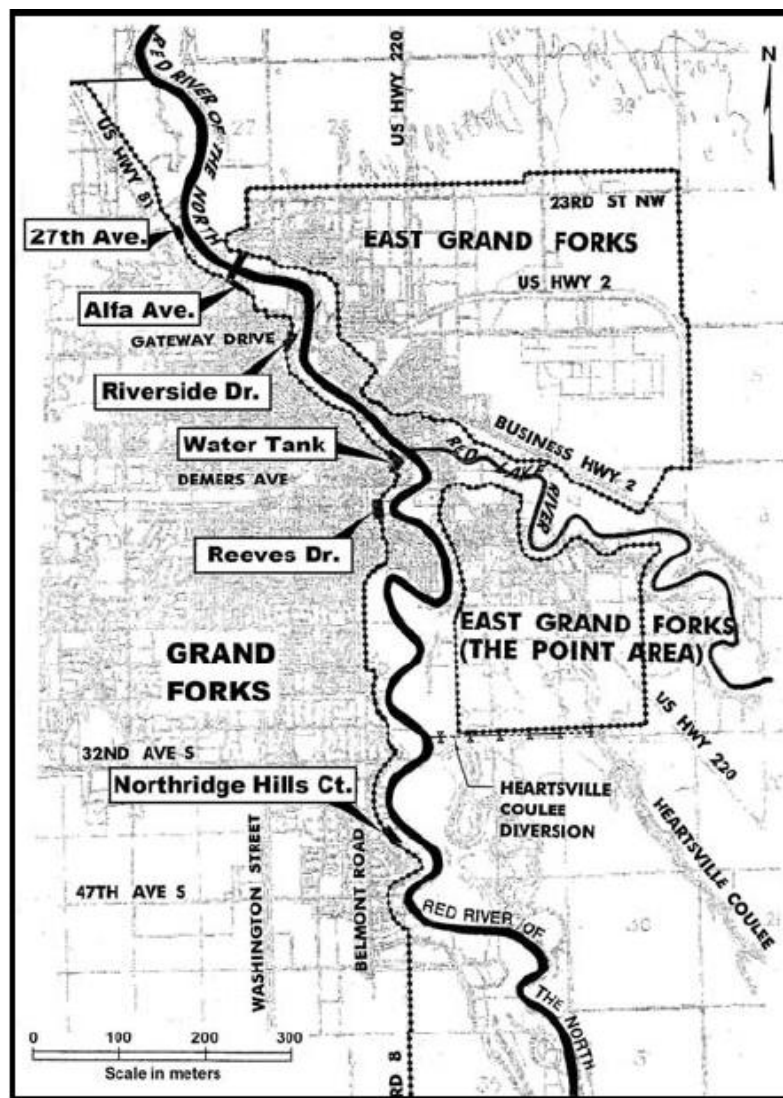 RED RIVER OF THE NORTH
US HWY 220
N
US HWY 81
23RD ST NW
27th Ave.
EAST GRAND FORKS
US HWY 2
Alfa Ave.
GATEWAY DRIVE
Riverside Dr.
BUSINESS HWY 2
Water Tank
RED LAKE RIVER
DEMERS AVE
Reeves Dr.
EAST GRAND FORKS
(THE POINT AREA)
GRAND
FORKS
32ND AVE S
US HWY 220
Northridge Hills Ct.
HEARTSVILLE
COULEE
DIVERSION
HEARTSVILLE COULEE
WASHINGTON STREET
BELMONT ROAD
47TH AVE S
RED RIVER OF
THE NORTH
0 100 200 300
Scale in meters
RD 8